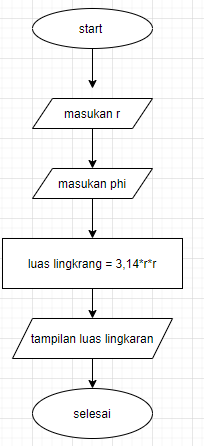 start
masukan r
masukan phi
luas lingkrang = 3,14*r*r
tampilan luas lingkaran
selesai